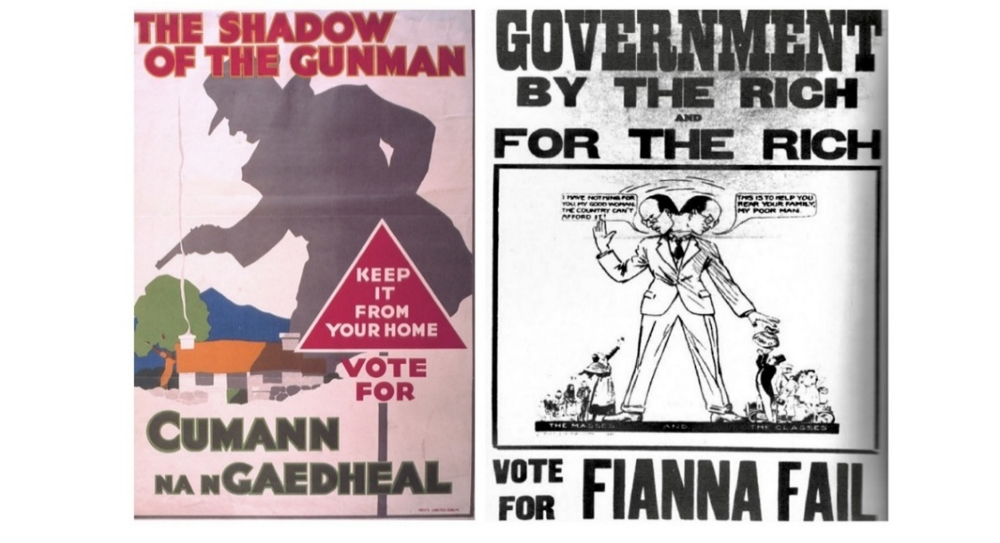 THE SHADOW
OF THE GUNMAN
KEEP
IT
FROM
YOUR HOME
VOTE
FOR
CUMANN
NA NGAEDHEAL
GOVERNMENT
BY THE RICH
AND
FOR THE RICH
I HAVE NOTHING FOR
YOU, MY GOOD WOMAN.
THE COUNTRY CAN'T
AFFORD IT!
THIS IS TO HELP YOU
REAR YOUR FAMILY,
MY POOR MAN.
THE MASSES AND THE CLASSES
VOTE
FOR
FIANNA FAIL